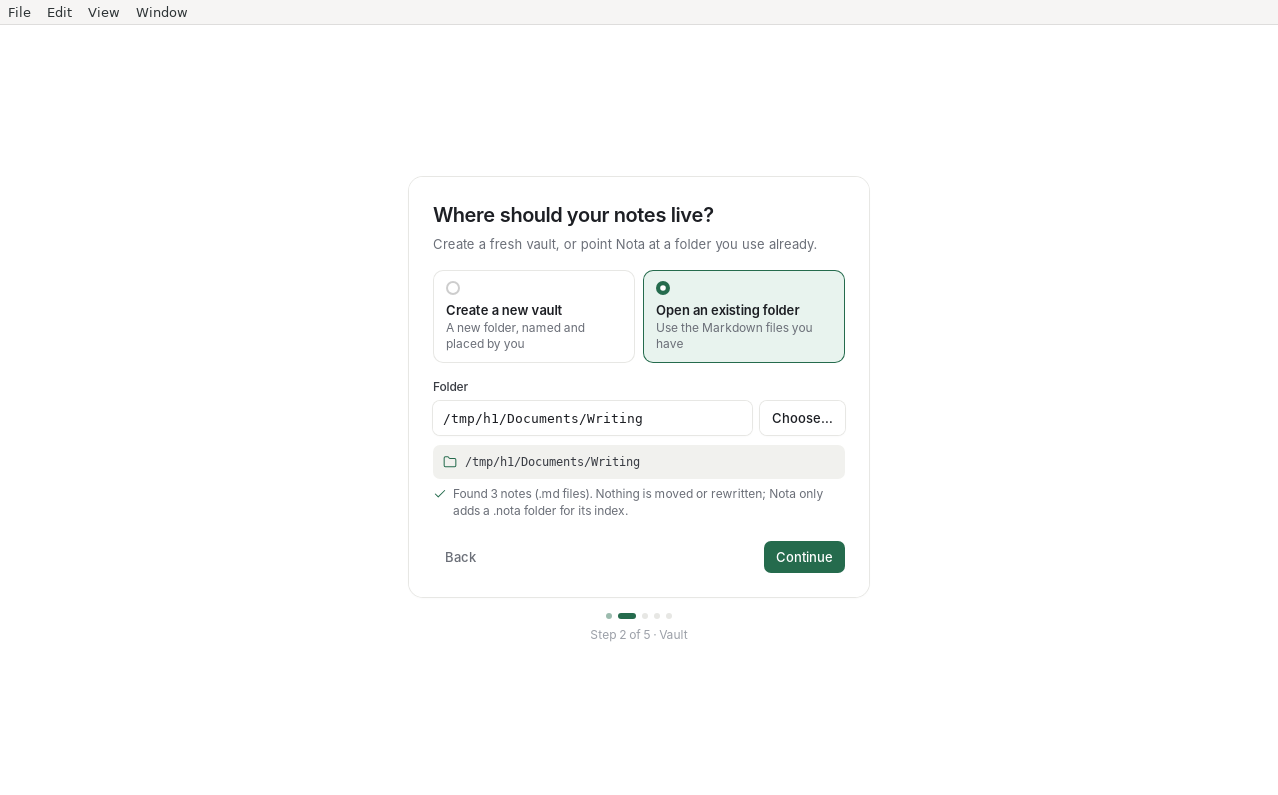 File Edit View Window
Where should your notes live?
Create a fresh vault, or point Nota at a folder you use already.
Create a new vault
A new folder, named and
placed by you
Open an existing folder
Use the Markdown files you
have
Folder
/tmp/h1/Documents/Writing
Choose...
/tmp/h1/Documents/Writing
Found 3 notes (.md files). Nothing is moved or rewritten; Nota only
adds a .nota folder for its index.
Back
Continue
Step 2 of 5 · Vault